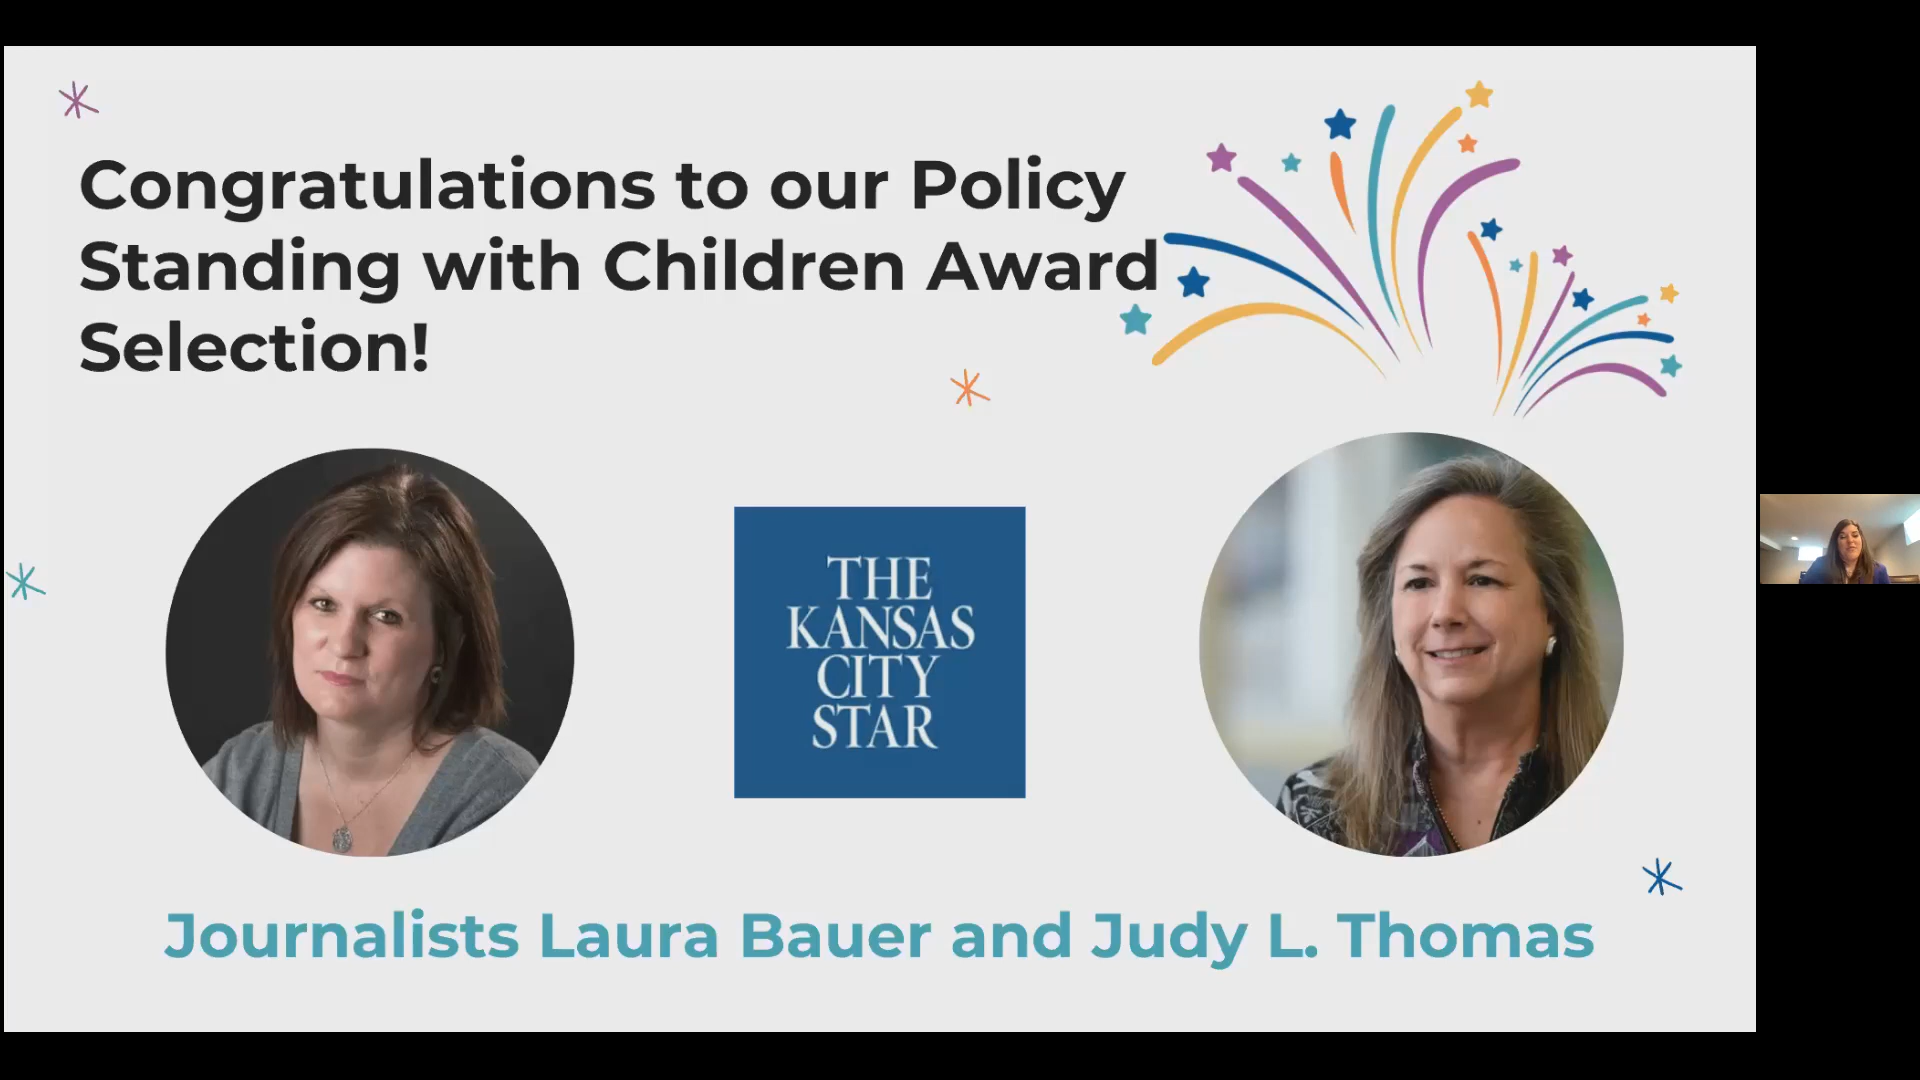 Congratulations to our Policy
Standing with Children Award
Selection!
THE
KANSAS
CITY
STAR
Journalists Laura Bauer and Judy L. Thomas